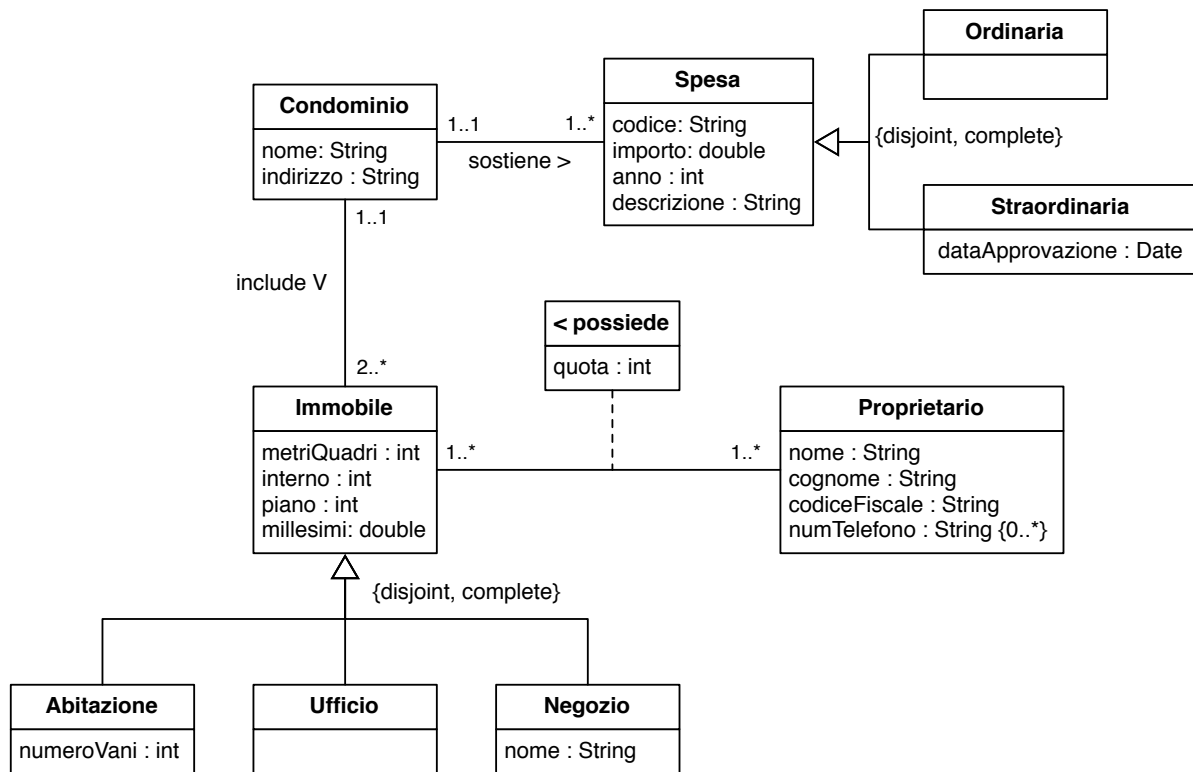 Ordinaria
Condominio
nome: String
indirizzo : String
1..1
1..*
sostiene >
Spesa
codice: String
importo: double
anno : int
descrizione : String
{disjoint, complete}
Straordinaria
dataApprovazione : Date
1..1
include V
2..*
< possiede
quota : int
Immobile
metriQuadri : int
interno : int
piano : int
millesimi: double
1..*
1..*
Proprietario
nome : String
cognome : String
codiceFiscale : String
numTelefono : String {0..*}
{disjoint, complete}
Abitazione
numeroVani : int
Ufficio
Negozio
nome : String